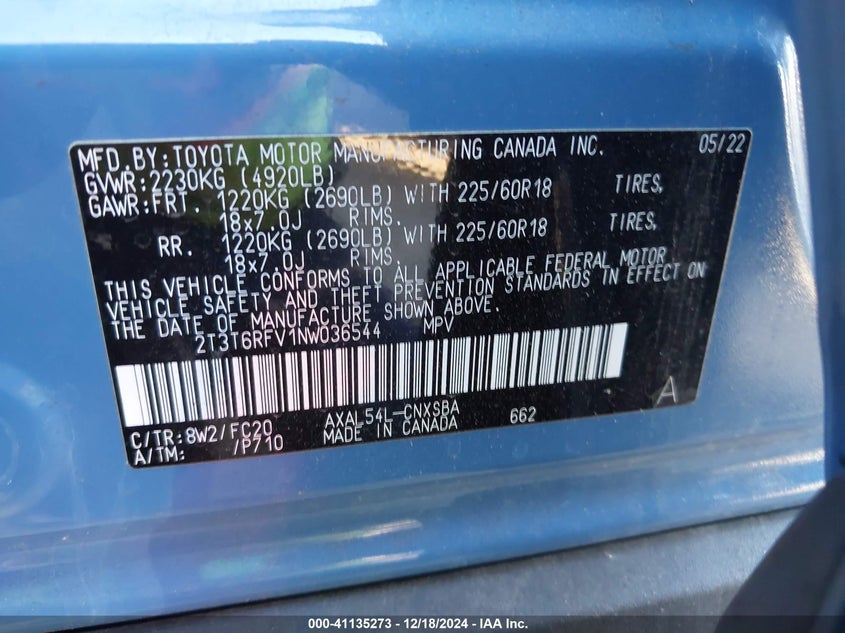 MFD.BY:TOYOTA MOTOR MANUFACTURING CANADA INC. 05/22
GVWR:2230KG (4920LB)
GAWR:FRT. 1220KG (2690LB) WITH 225/60R18 TIRES,
18x7.0J RIMS.
RR. 1220KG (2690LB) WITH 225/60R18 TIRES,
18x7.0J RIMS.
THIS VEHICLE CONFORMS TO ALL APPLICABLE FEDERAL MOTOR
VEHICLE SAFETY AND THEFT PREVENTION STANDARDS IN EFFECT ON
THE DATE OF MANUFACTURE SHOWN ABOVE.
2T3T6RFV1NW036544 MPV
A
C/TR:8W2/FC20 AXAL54L-CNXSBA 662
A/TM: /P710 MADE IN CANADA
000-41135273 - 12/18/2024 - IAA Inc.